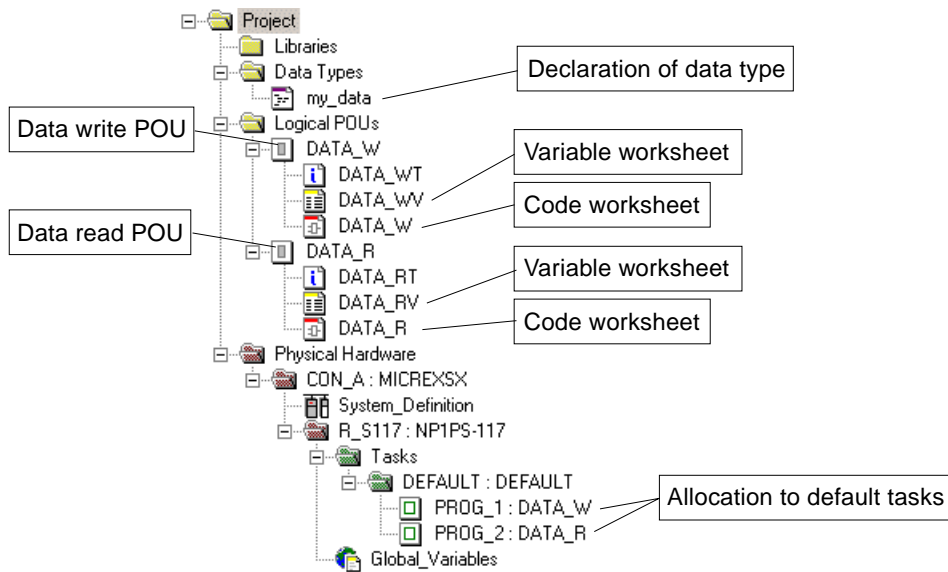 Project
Libraries
Data Types
Declaration of data type
my_data
Data write POU
Logical POUs
DATA_W
Variable worksheet
DATA_WT
DATA_WV
Code worksheet
DATA_W
Data read POU
DATA_R
Variable worksheet
DATA_RT
DATA_RV
Code worksheet
DATA_R
Physical Hardware
CON_A : MICREXSX
System_Definition
R_S117 : NP1PS-117
Tasks
DEFAULT : DEFAULT
Allocation to default tasks
PROG_1 : DATA_W
PROG_2 : DATA_R
Global_Variables